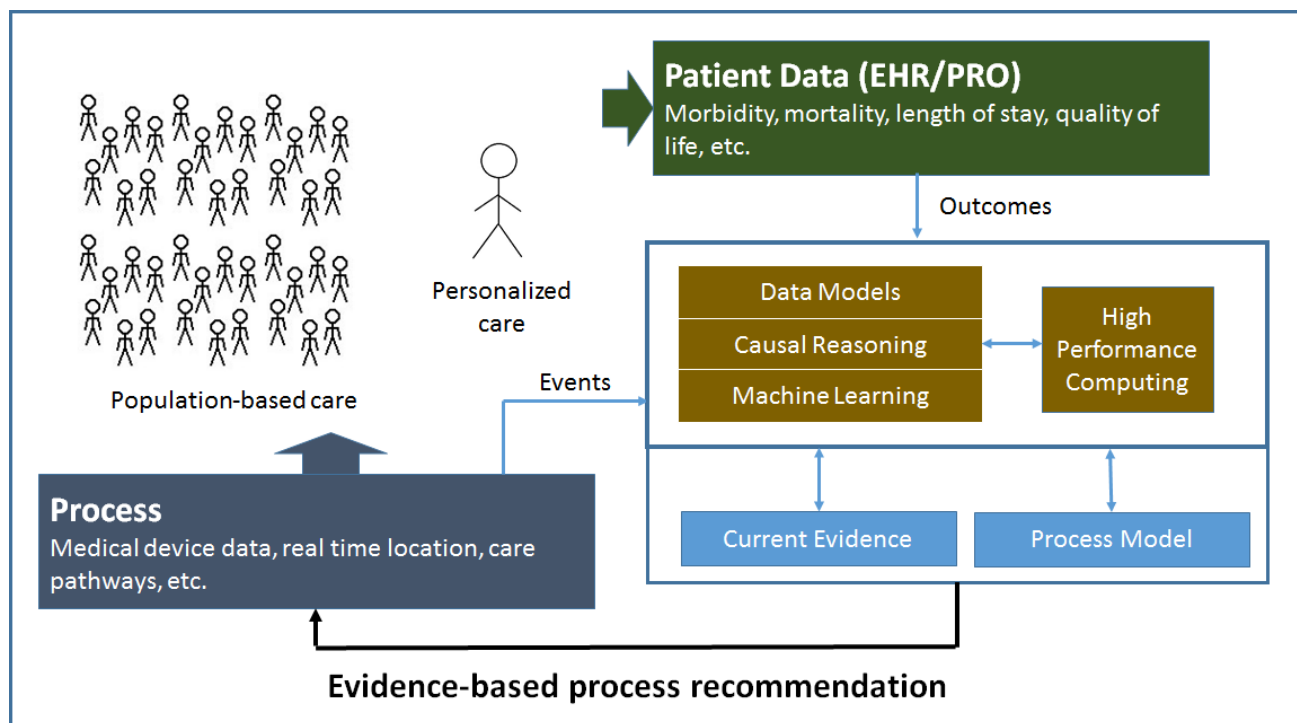 Patient Data (EHR/PRO)
Morbidity, mortality, length of stay, quality of
life, etc.
Outcomes
Personalized
care
Data Models
Causal Reasoning
Machine Learning
High
Performance
Computing
Population-based care
Events
Process
Medical device data, real time location, care
pathways, etc.
Current Evidence
Process Model
Evidence-based process recommendation